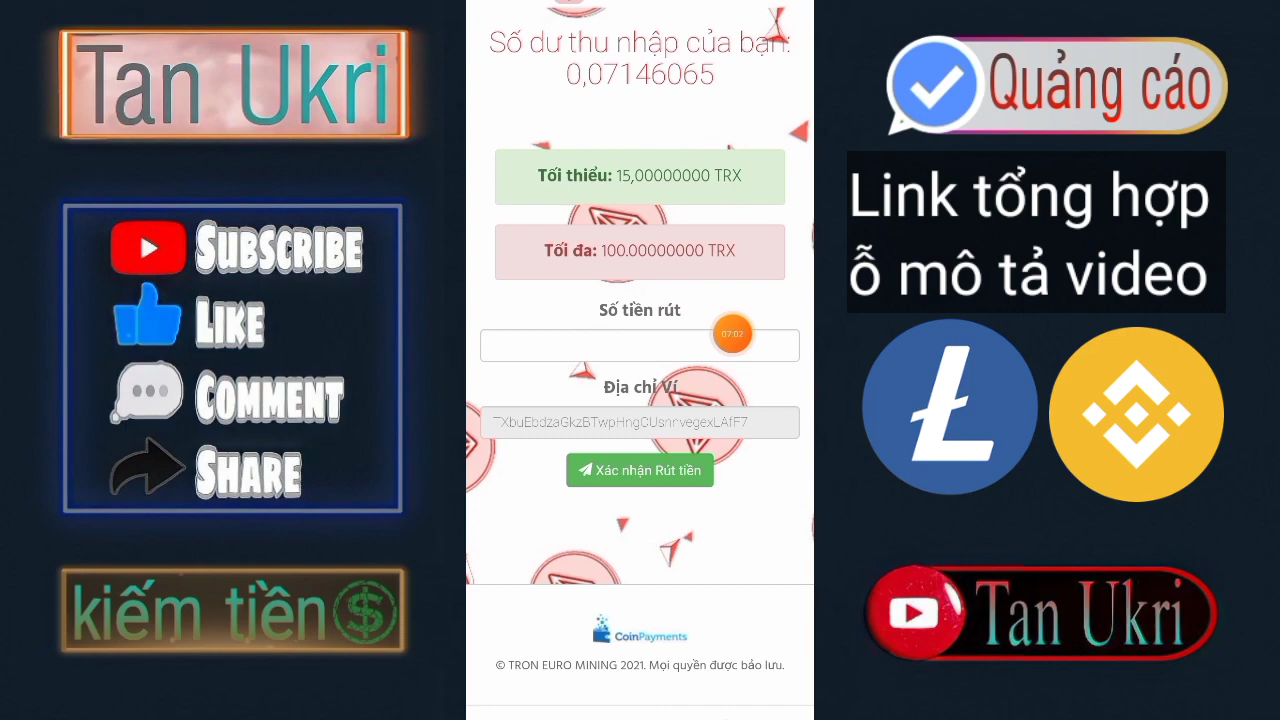 Tan Ukri
SUBSCRIBE
LIKE
COMMENT
SHARE
kiếm tiền
Số dư thu nhập của bạn:
0,07146065
Tối thiểu: 15,00000000 TRX
Tối đa: 100.00000000 TRX
Số tiền rút
07:02
Địa chỉ Ví
Xác nhận Rút tiền
CoinPayments
© TRON EURO MINING 2021. Mọi quyền được bảo lưu.
Quảng cáo
Link tổng hợp
ỗ mô tả video
Tan Ukri